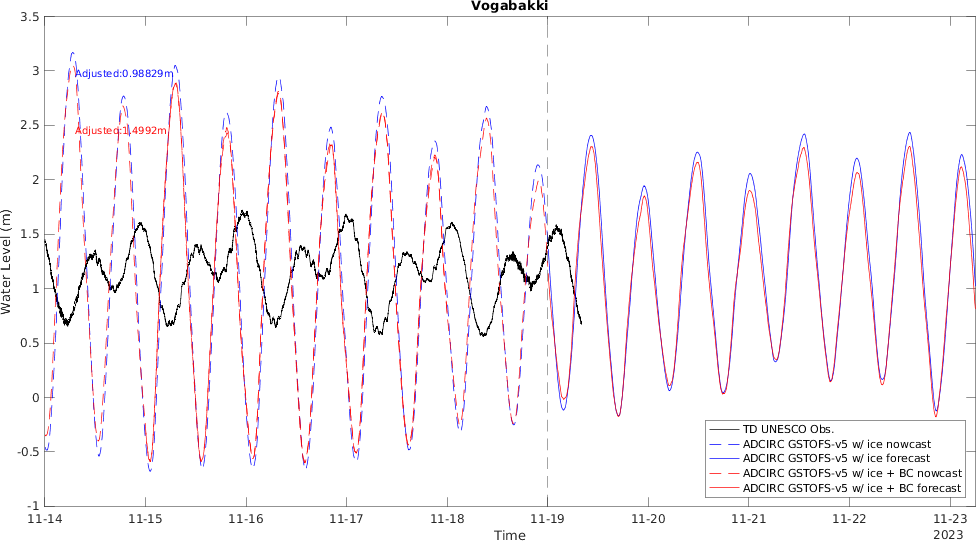 Vogabakki
3.5
3
2.5
2
1.5
1
0.5
0
-0.5
-1
Water Level (m)
Adjusted:0.98829m
Adjusted:1.4992m
TD UNESCO Obs.
ADCIRC GSTOFS-v5 w/ ice nowcast
ADCIRC GSTOFS-v5 w/ ice forecast
ADCIRC GSTOFS-v5 w/ ice + BC nowcast
ADCIRC GSTOFS-v5 w/ ice + BC forecast
11-14 11-15 11-16 11-17 11-18 11-19 11-20 11-21 11-22 11-23
2023
Time